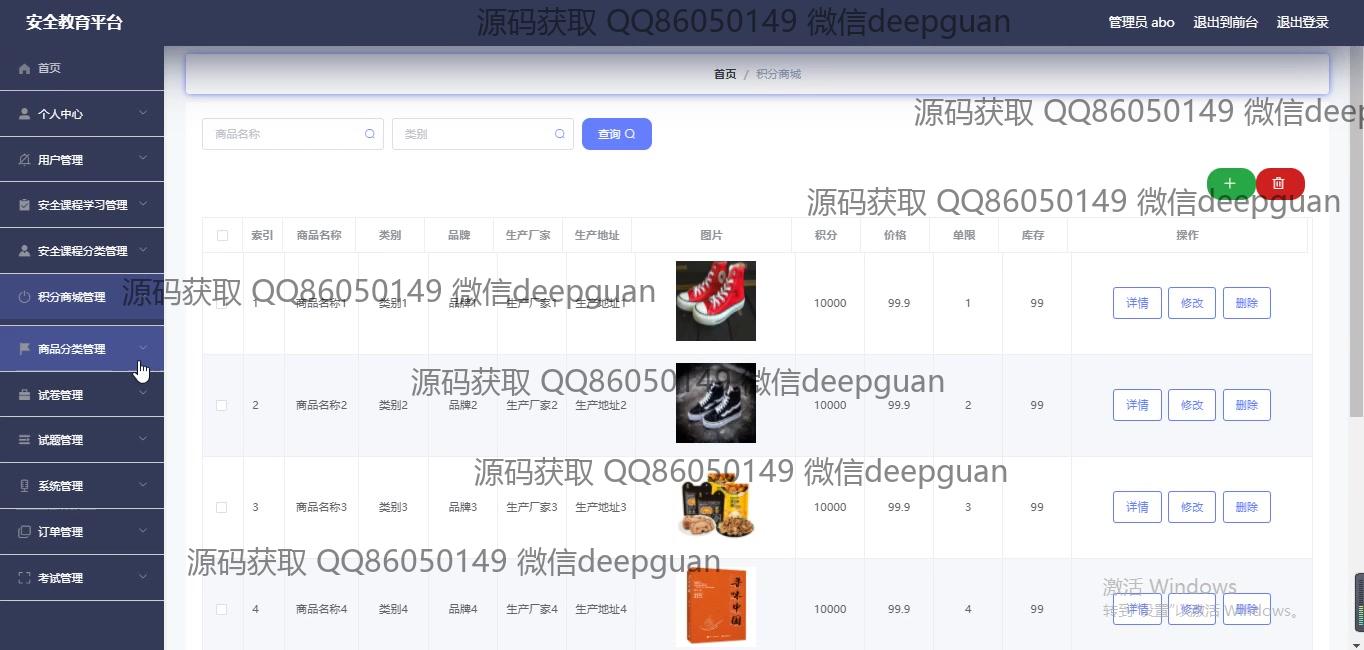 安全教育平台
源码获取 QQ86050149 微信deepguan
管理员 abo 退出到前台 退出登录
首页
个人中心
用户管理
安全课程学习管理
安全课程分类管理
积分商城管理
商品分类管理
试卷管理
试题管理
系统管理
订单管理
考试管理
首页 / 积分商城
源码获取 QQ86050149 微信deep
商品名称 类别 查询
源码获取 QQ86050149 微信deepguan
索引 商品名称 类别 品牌 生产厂家 生产地址 图片 积分 价格 单限 库存 操作
源码获取 QQ86050149 微信deepguan
1 商品名称1 类别1 品牌1 生产厂家1 生产地址1 10000 99.9 1 99 详情 修改 删除
源码获取 QQ86050149 微信deepguan
2 商品名称2 类别2 品牌2 生产厂家2 生产地址2 10000 99.9 2 99 详情 修改 删除
源码获取 QQ86050149 微信deepguan
3 商品名称3 类别3 品牌3 生产厂家3 生产地址3 10000 99.9 3 99 详情 修改 删除
源码获取 QQ86050149 微信deepguan
4 商品名称4 类别4 品牌4 生产厂家4 生产地址4 寻味中国 10000 99.9 4 99 详情 修改 删除
激活 Windows
转到"设置"以激活 Windows。